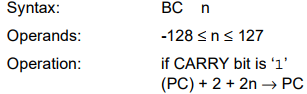 Syntax: BC n
Operands: -128 ≤ n ≤ 127
Operation: if CARRY bit is ‘1’
(PC) + 2 + 2n → PC